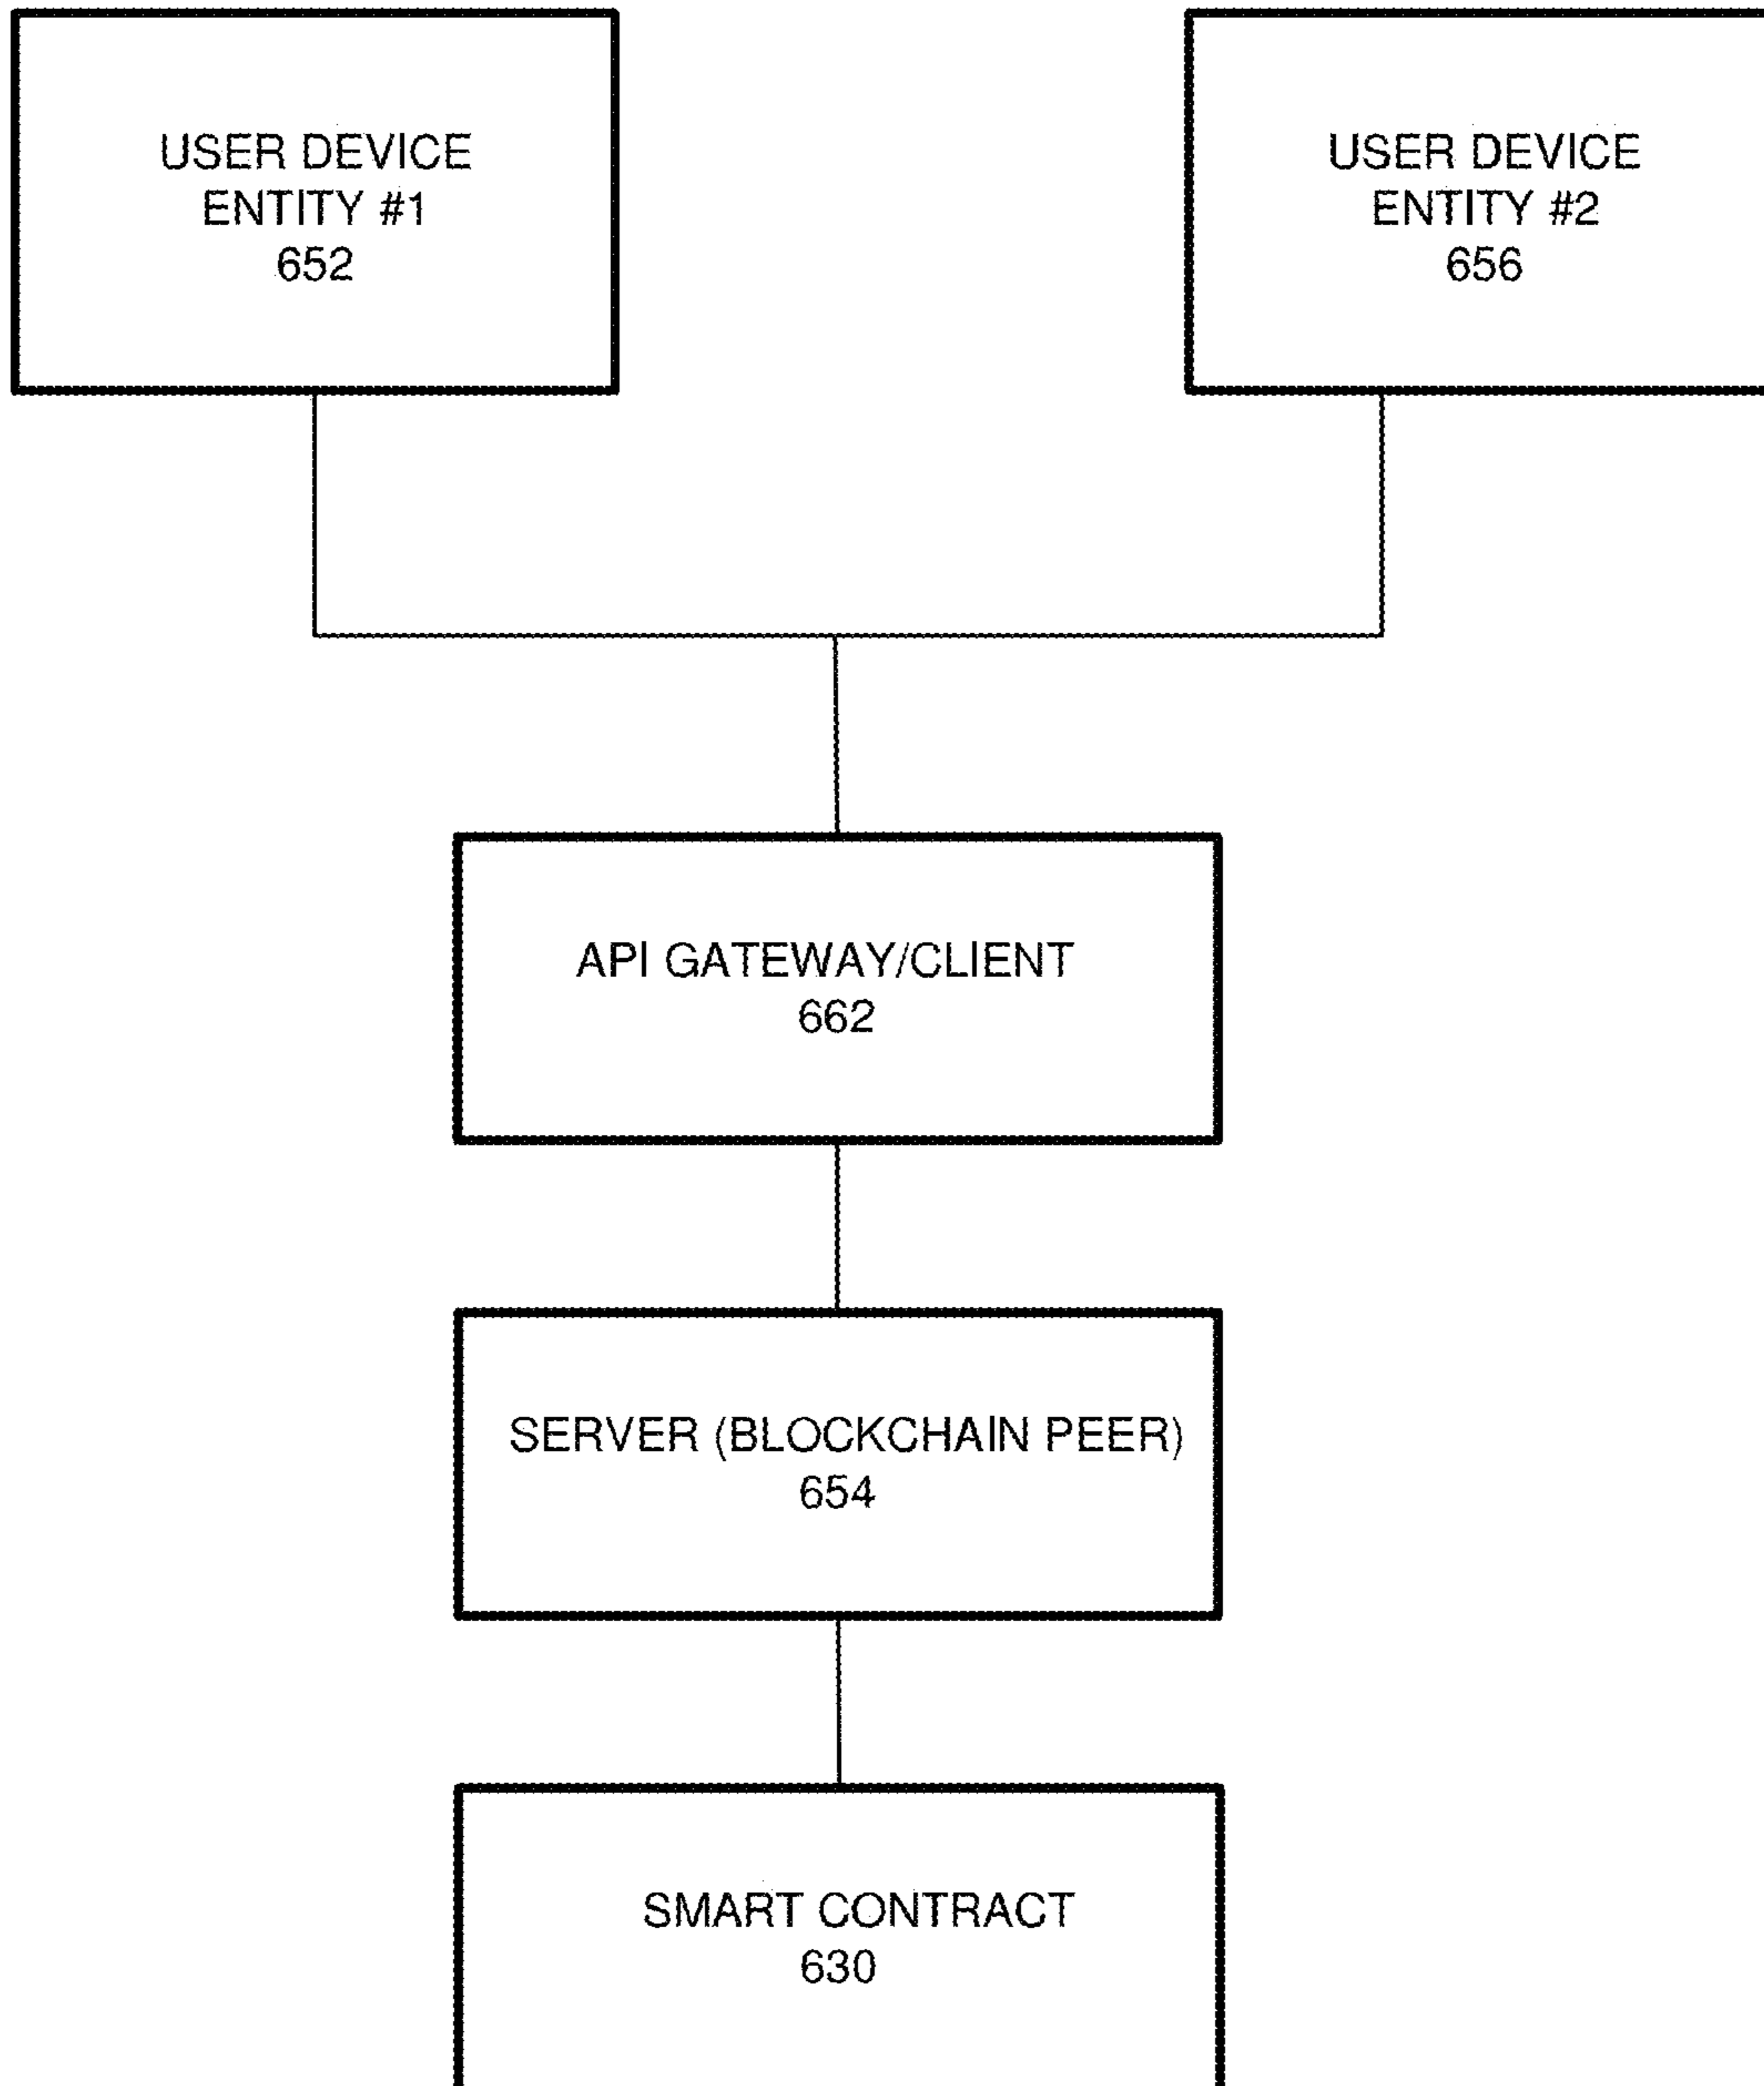 USER DEVICE
ENTITY #1
652
USER DEVICE
ENTITY #2
656
API GATEWAY/CLIENT
662
SERVER (BLOCKCHAIN PEER)
654
SMART CONTRACT
630